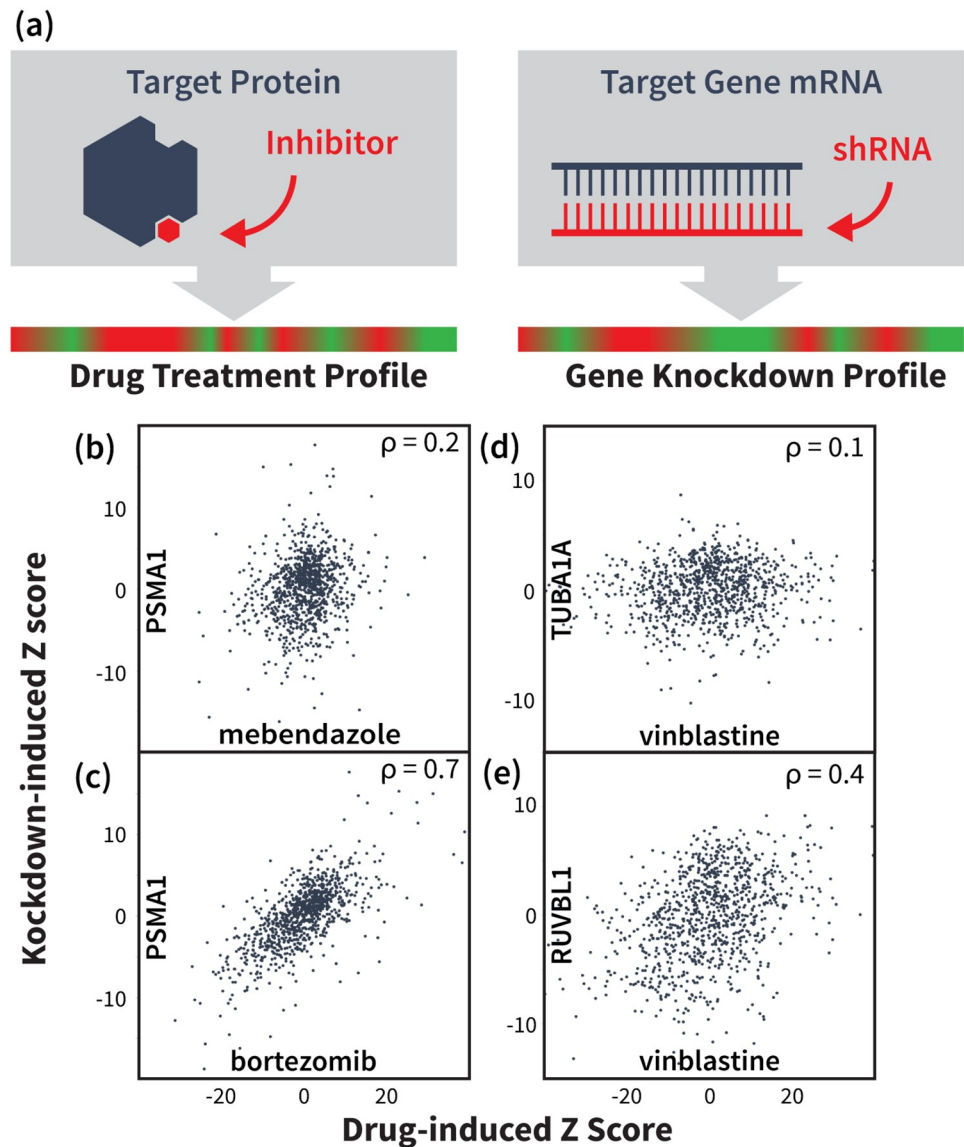 (a)
Target Protein
Inhibitor
Drug Treatment Profile
Target Gene mRNA
shRNA
Gene Knockdown Profile
Kockdown-induced Z score
(b)
ρ = 0.2
10
0
-10
PSMA1
mebendazole
(d)
ρ = 0.1
10
0
-10
TUBA1A
vinblastine
(c)
ρ = 0.7
10
0
-10
PSMA1
bortezomib
-20
0
20
(e)
ρ = 0.4
10
0
-10
RUVBL1
vinblastine
-20
0
20
Drug-induced Z Score